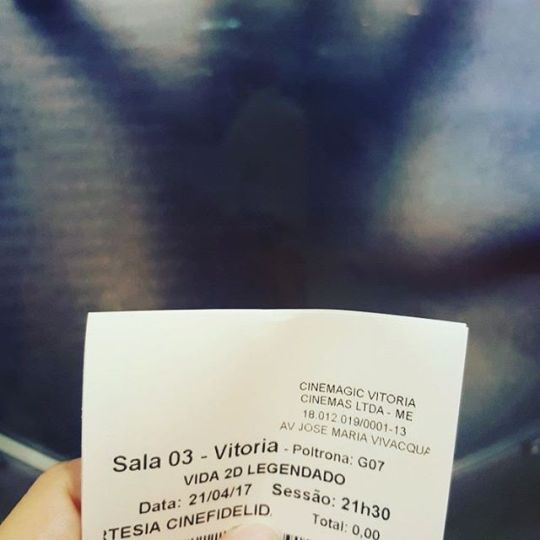 CINEMAGIC VITORIA
CINEMAS LTDA - ME
18.012.019/0001-13
AV JOSE MARIA VIVACQUA
Sala 03 - Vitoria - Poltrona: G07
VIDA 2D LEGENDADO
Data: 21/04/17 Sessão: 21h30
RTESIA CINEFIDELID Total: 0,00